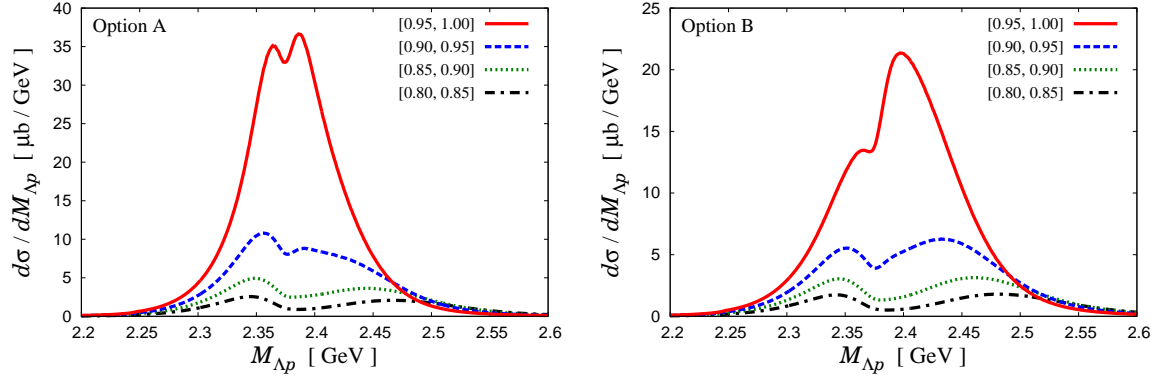 Option A
[0.95, 1.00]
[0.90, 0.95]
[0.85, 0.90]
[0.80, 0.85]
dσ / dM_Λp [ μb / GeV ]
40
35
30
25
20
15
10
5
0
2.2 2.25 2.3 2.35 2.4 2.45 2.5 2.55 2.6
M_Λp [ GeV ]
Option B
[0.95, 1.00]
[0.90, 0.95]
[0.85, 0.90]
[0.80, 0.85]
dσ / dM_Λp [ μb / GeV ]
25
20
15
10
5
0
2.2 2.25 2.3 2.35 2.4 2.45 2.5 2.55 2.6
M_Λp [ GeV ]